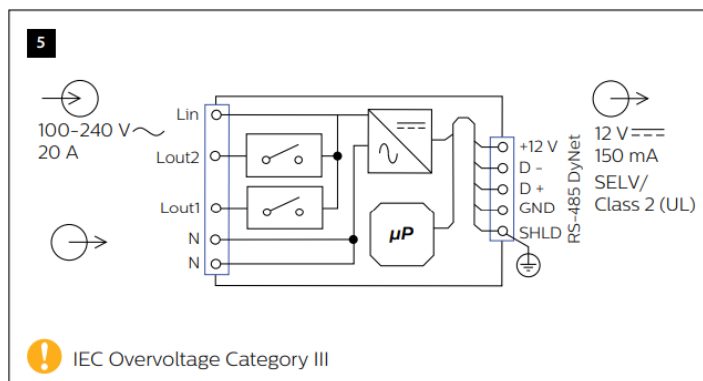 5
100-240 V
20 A
Lin
Lout2
Lout1
N
N
µP
+12 V
D -
D +
GND
SHLD
RS-485 DyNet
12 V
150 mA
SELV/
Class 2 (UL)
! IEC Overvoltage Category III